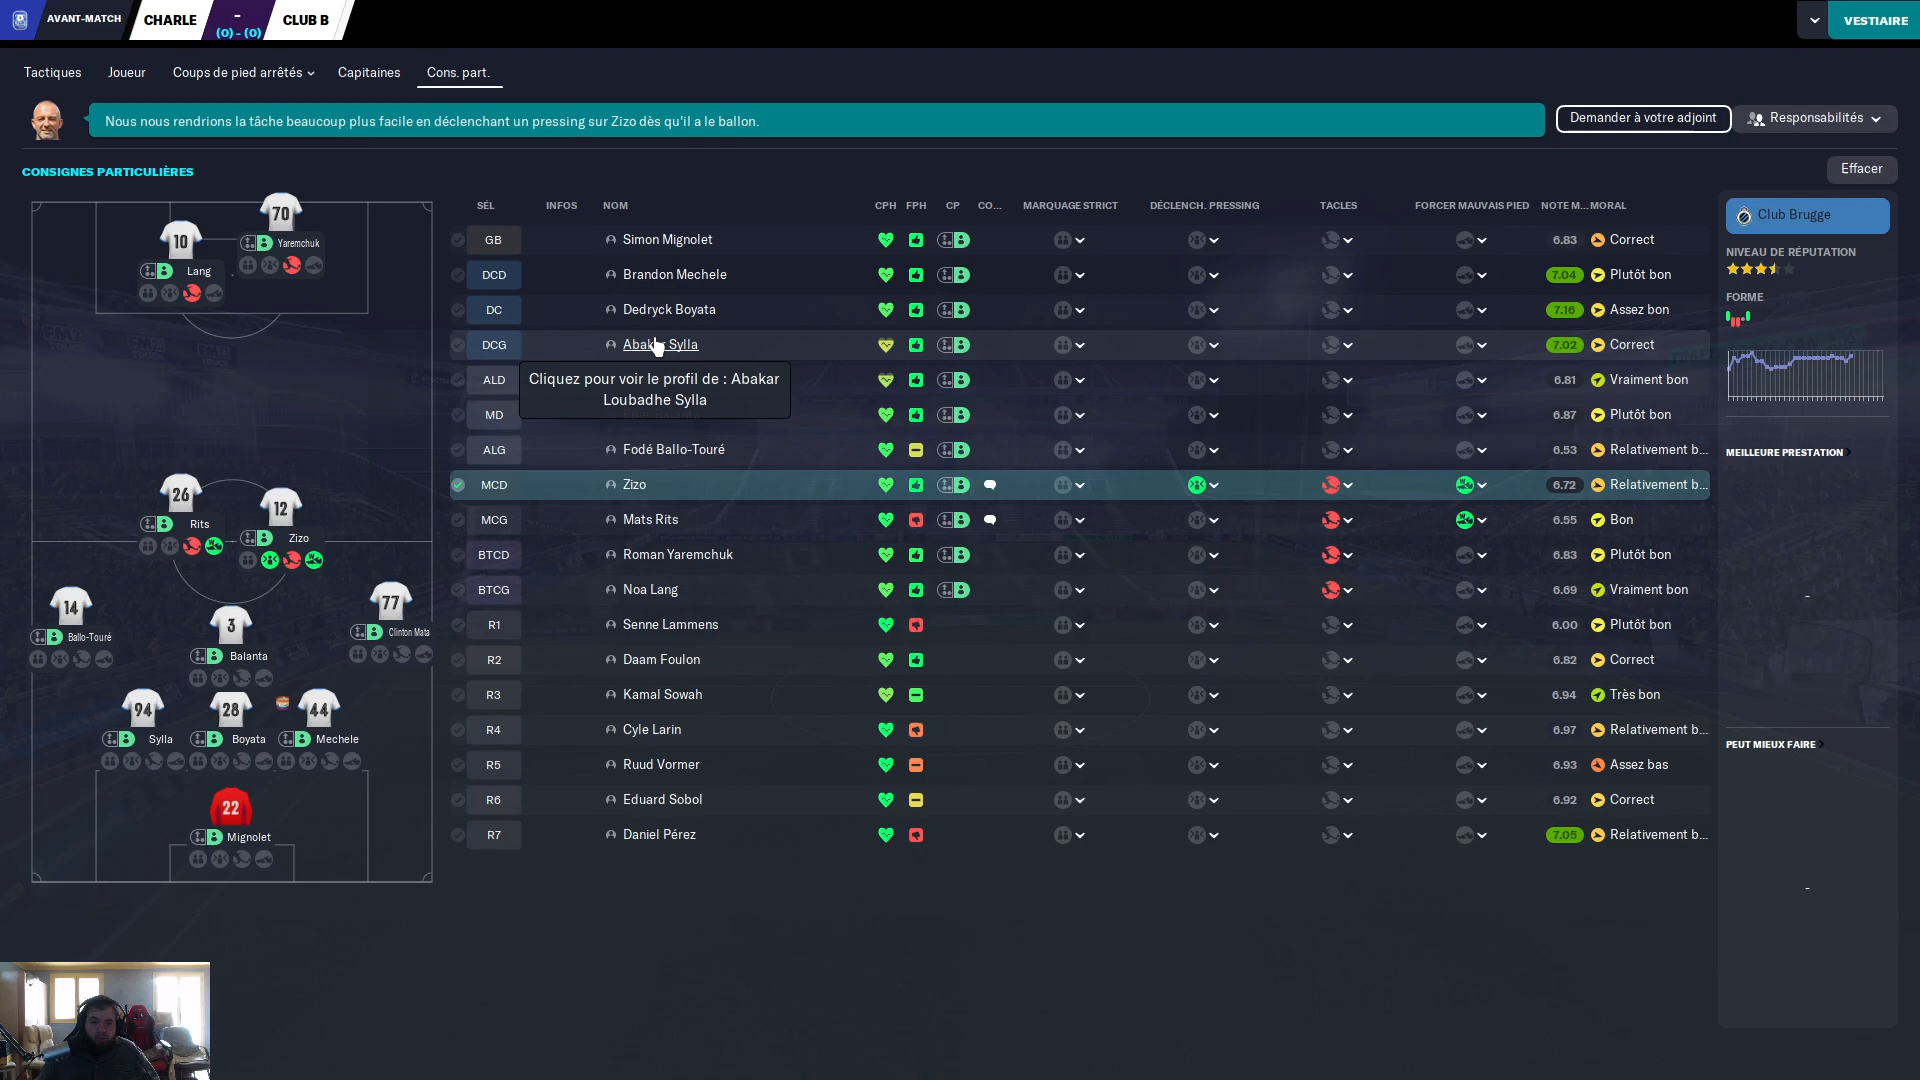 AVANT-MATCH
CHARLE
-
(0) - (0)
CLUB B
VESTIAIRE
Tactiques
Joueur
Coups de pied arrêtés
Capitaines
Cons. part.
Nous nous rendrions la tâche beaucoup plus facile en déclenchant un pressing sur Zizo dès qu'il a le ballon.
Demander à votre adjoint
Responsabilités
CONSIGNES PARTICULIÈRES
Effacer
70
Yaremchuk
10
Lang
26
Rits
12
Zizo
14
Ballo-Touré
77
Clinton Mata
3
Balanta
94
Sylla
28
Boyata
44
Mechele
22
Mignolet
SÉL INFOS NOM CPH FPH CP CO... MARQUAGE STRICT DÉCLENCH. PRESSING TACLES FORCER MAUVAIS PIED NOTE M... MORAL
GB Simon Mignolet 6.83 Correct
DCD Brandon Mechele 7.04 Plutôt bon
DC Dedryck Boyata 7.16 Assez bon
DCG Abakar Sylla 7.02 Correct
Cliquez pour voir le profil de : Abakar
Loubadhe Sylla
ALD 6.81 Vraiment bon
MD 6.87 Plutôt bon
ALG Fodé Ballo-Touré 6.53 Relativement b...
MCD Zizo 6.72 Relativement b...
MCG Mats Rits 6.55 Bon
BTCD Roman Yaremchuk 6.83 Plutôt bon
BTCG Noa Lang 6.69 Vraiment bon
R1 Senne Lammens 6.00 Plutôt bon
R2 Daam Foulon 6.82 Correct
R3 Kamal Sowah 6.94 Très bon
R4 Cyle Larin 6.97 Relativement b...
R5 Ruud Vormer 6.93 Assez bas
R6 Eduard Sobol 6.92 Correct
R7 Daniel Pérez 7.05 Relativement b...
Club Brugge
NIVEAU DE RÉPUTATION
FORME
MEILLEURE PRESTATION
-
PEUT MIEUX FAIRE
-